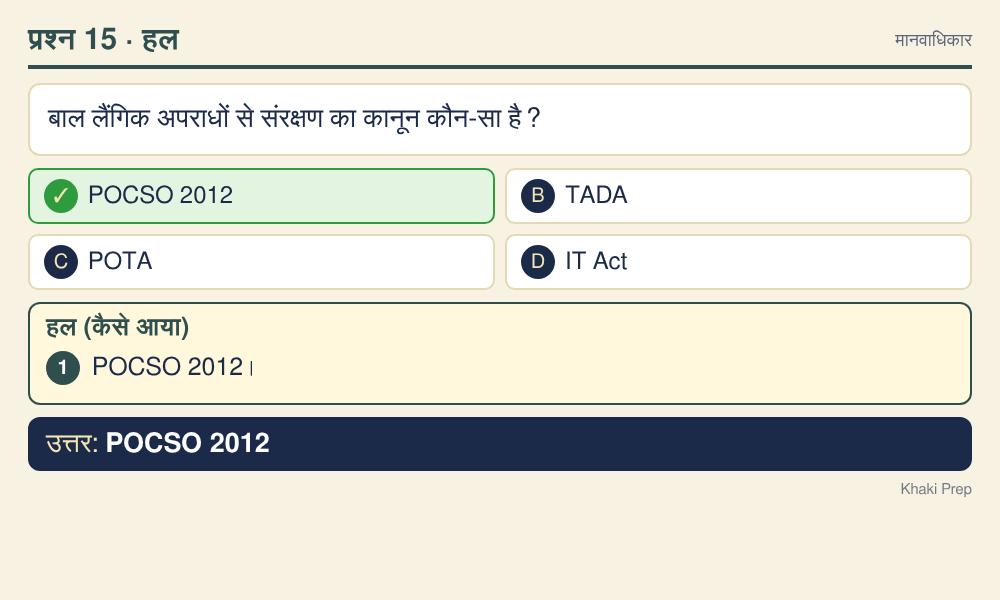 प्रश्न 15 · हल
मानवाधिकार
बाल लैंगिक अपराधों से संरक्षण का कानून कौन-सा है ?
✓ POCSO 2012
B TADA
C POTA
D IT Act
हल (कैसे आया)
1 POCSO 2012।
उत्तर: POCSO 2012
Khaki Prep